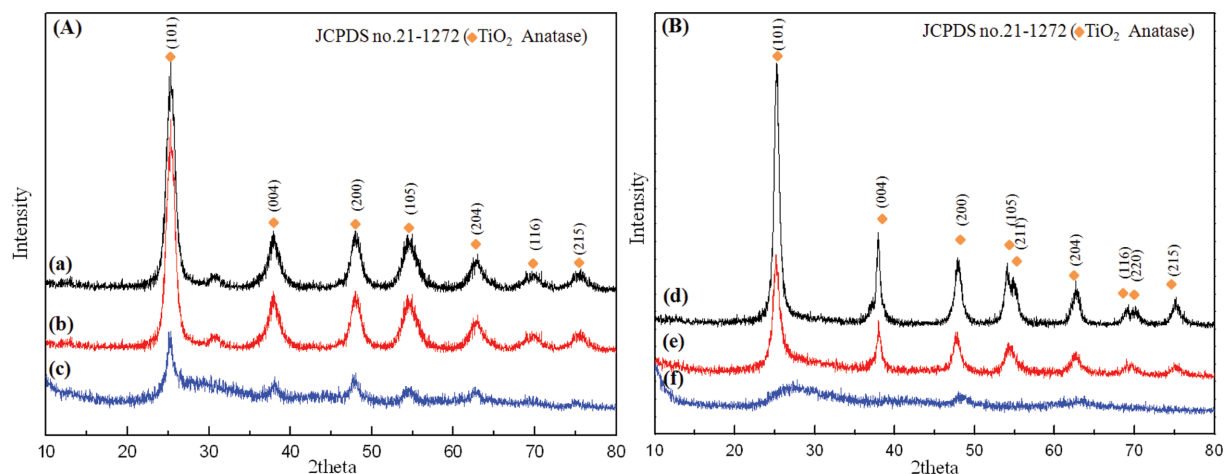 (A)
JCPDS no.21-1272 (◆TiO₂ Anatase)
(101)
(004)
(200)
(105)
(204)
(116)
(215)
(a)
(b)
(c)
Intensity
10 20 30 40 50 60 70 80
2theta
(B)
JCPDS no.21-1272 (◆TiO₂ Anatase)
(101)
(004)
(200)
(105)
(211)
(204)
(116)
(220)
(215)
(d)
(e)
(f)
Intensity
10 20 30 40 50 60 70 80
2theta